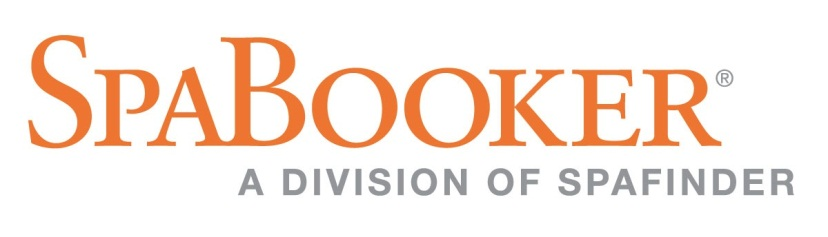 SPABOOKER®
A DIVISION OF SPAFINDER